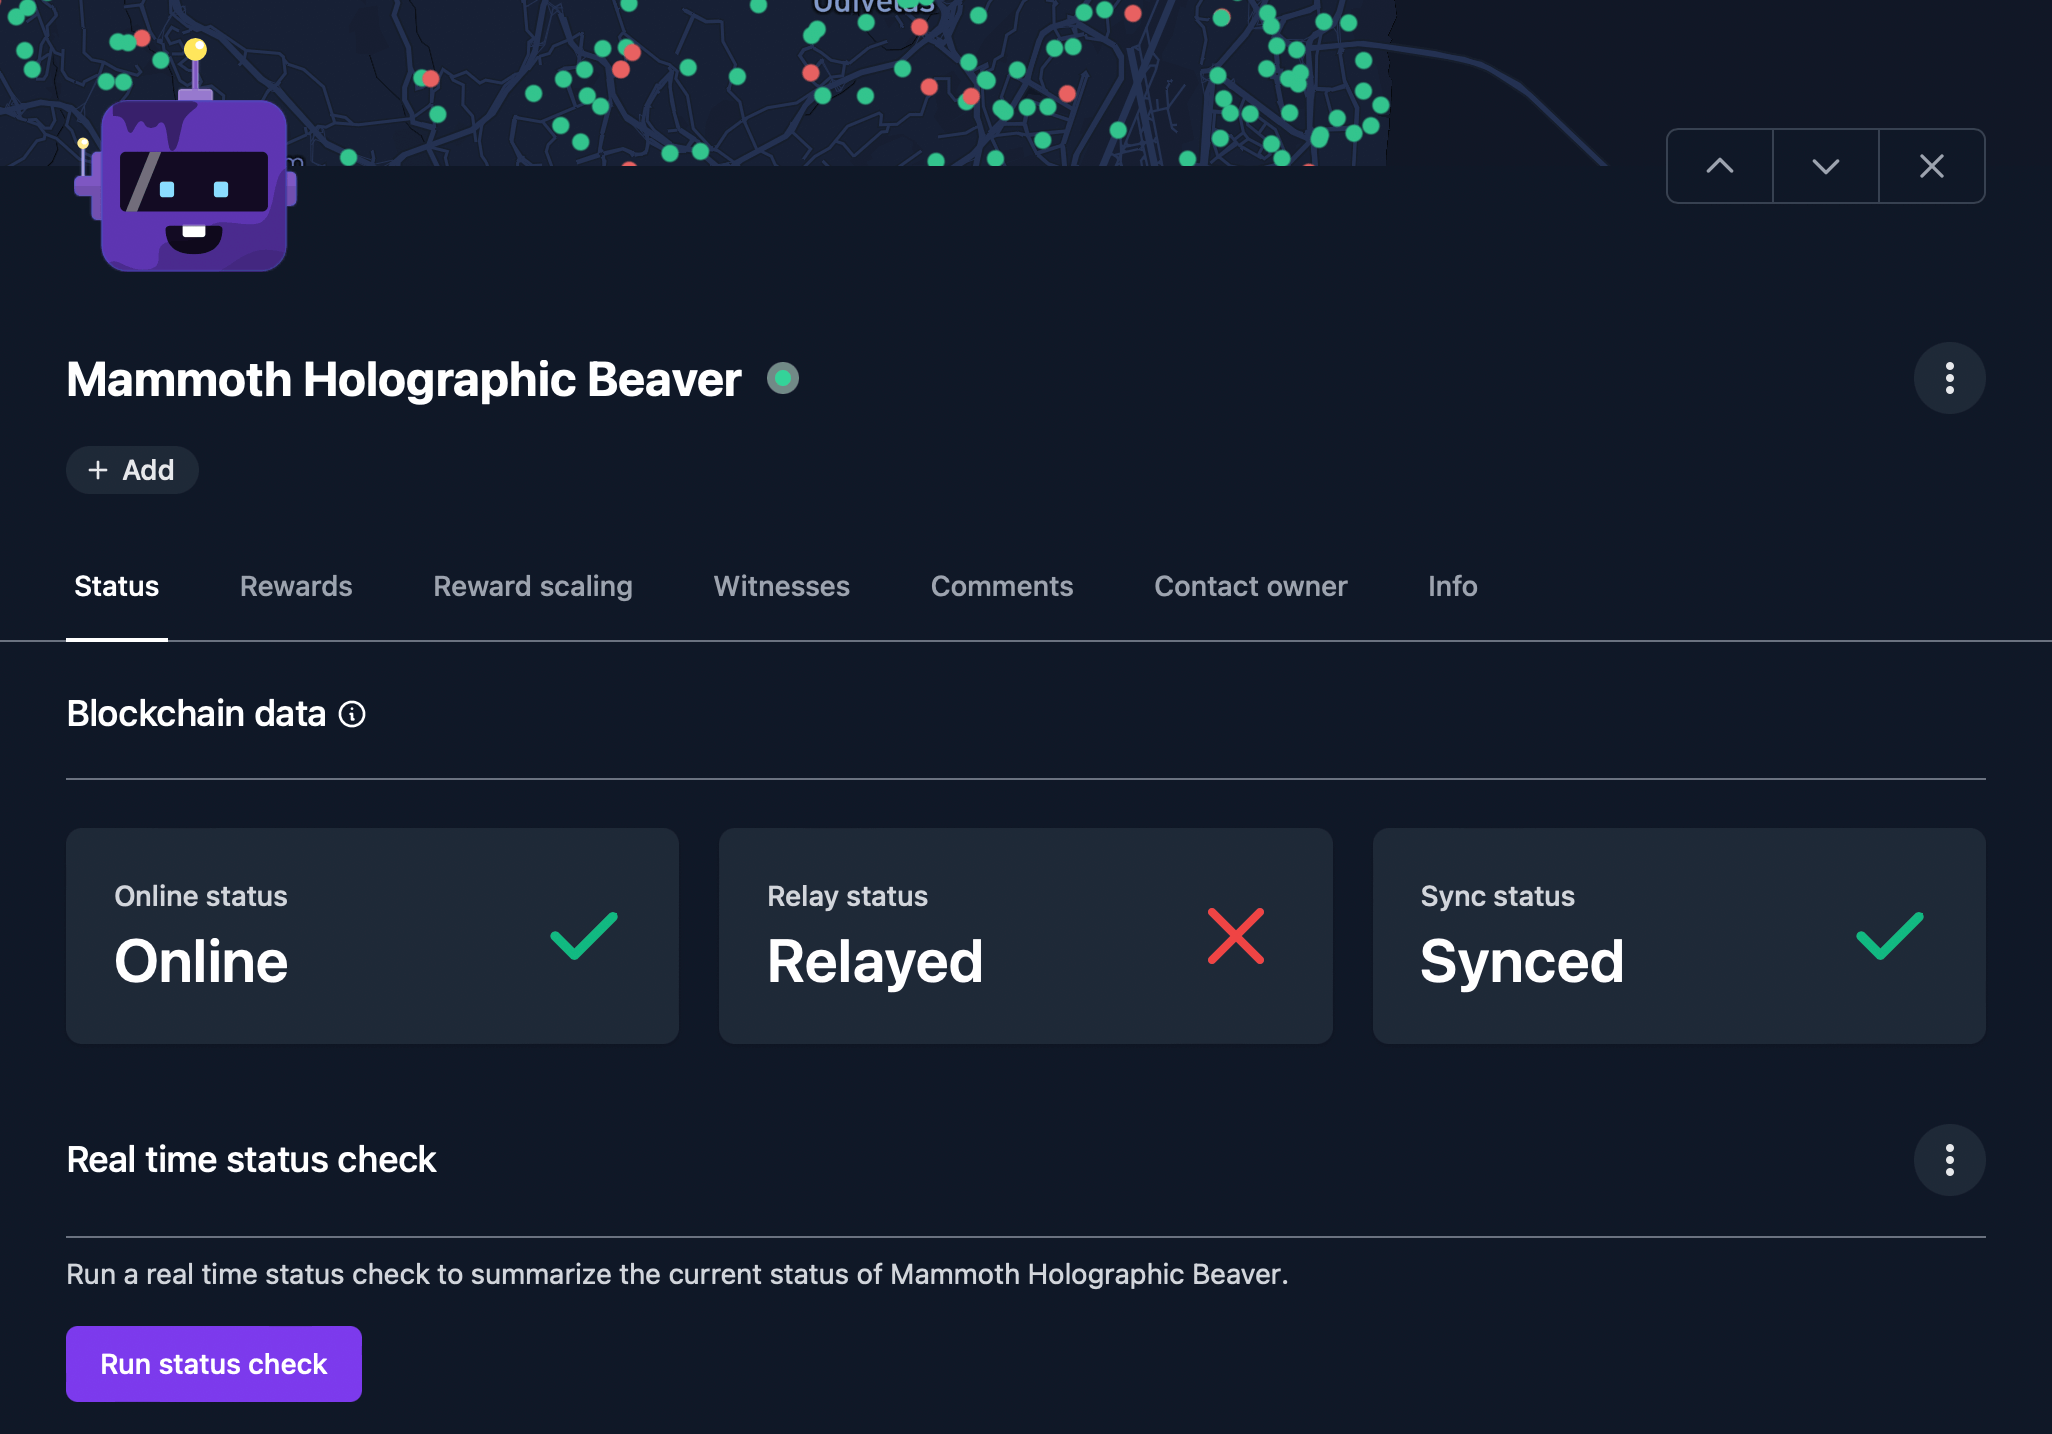 Odivelas
Mammoth Holographic Beaver
+ Add
Status Rewards Reward scaling Witnesses Comments Contact owner Info
Blockchain data
Online status
Online
Relay status
Relayed
Sync status
Synced
Real time status check
Run a real time status check to summarize the current status of Mammoth Holographic Beaver.
Run status check